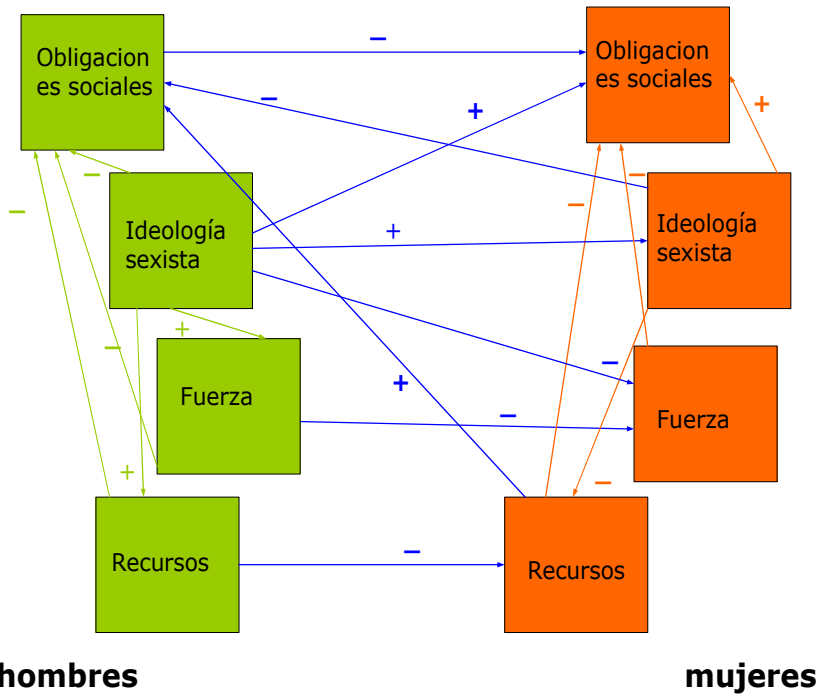 Obligacion
es sociales
–
Obligacion
es sociales
–
+
+
–
–
–
–
Ideología
sexista
+
Ideología
sexista
+
–
–
+
Fuerza
–
Fuerza
+
–
Recursos
–
Recursos
hombres
mujeres